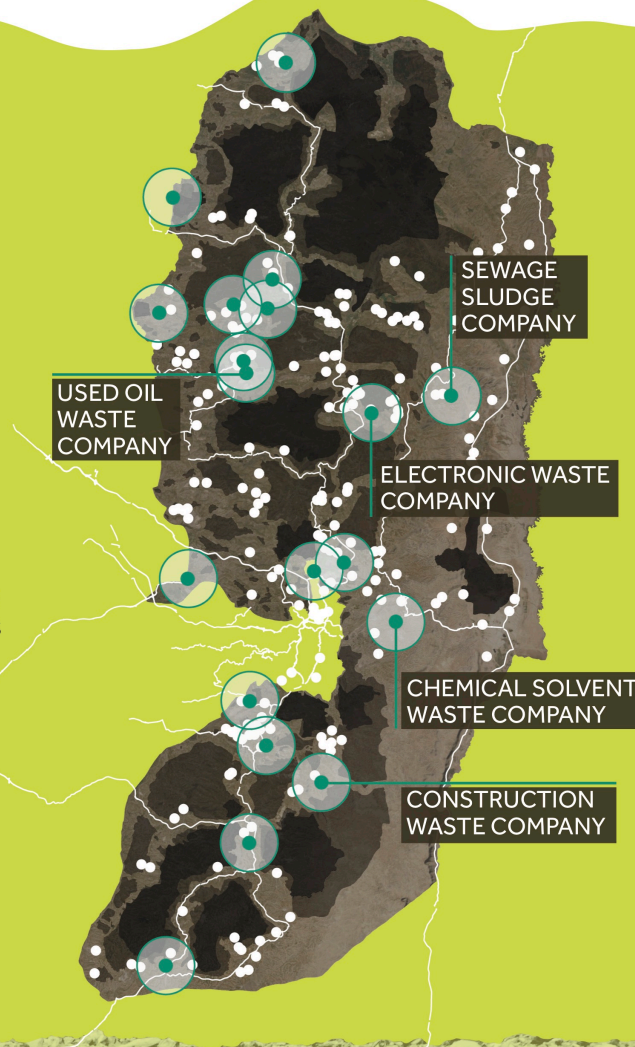 SEWAGE
SLUDGE
COMPANY
USED OIL
WASTE
COMPANY
ELECTRONIC WASTE
COMPANY
CHEMICAL SOLVENT
WASTE COMPANY
CONSTRUCTION
WASTE COMPANY